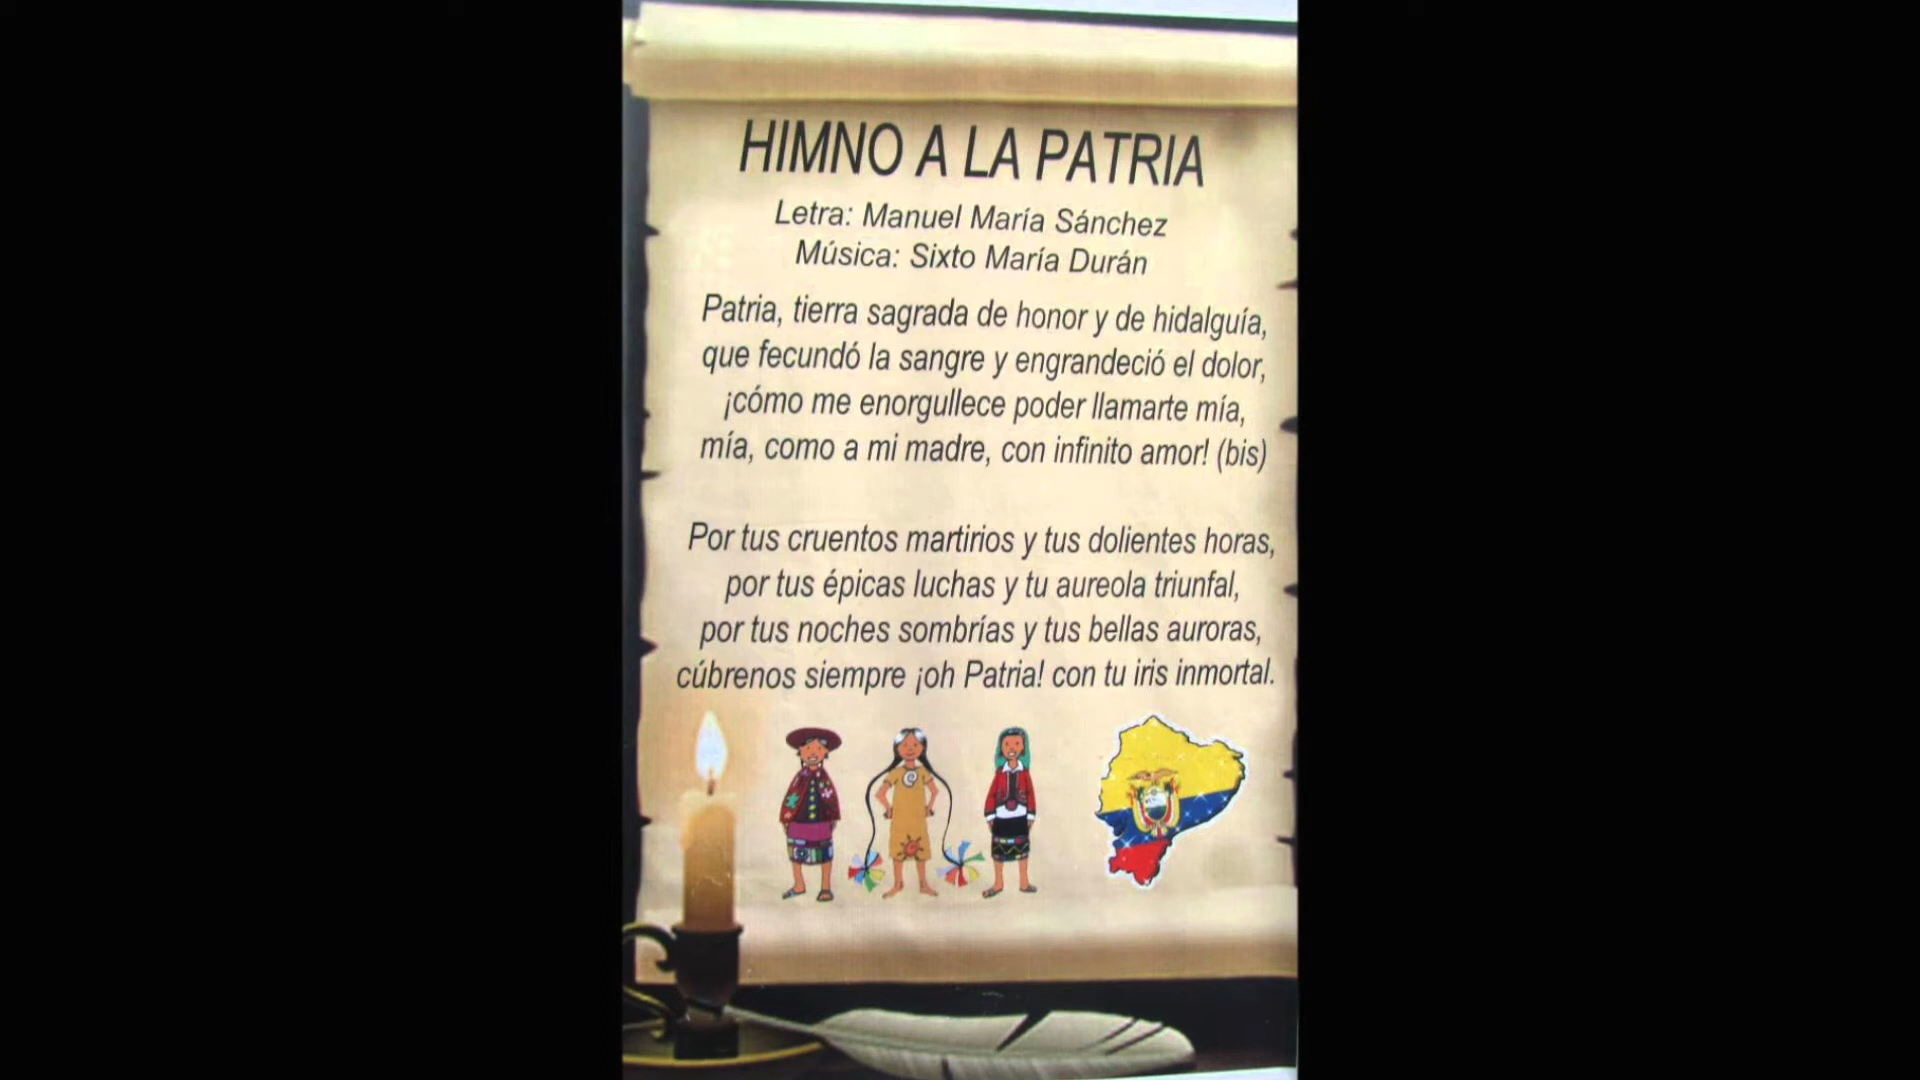 HIMNO A LA PATRIA
Letra: Manuel María Sánchez
Música: Sixto María Durán
Patria, tierra sagrada de honor y de hidalguía,
que fecundó la sangre y engrandeció el dolor,
¡cómo me enorgullece poder llamarte mía,
mía, como a mi madre, con infinito amor! (bis)
Por tus cruentos martirios y tus dolientes horas,
por tus épicas luchas y tu aureola triunfal,
por tus noches sombrías y tus bellas auroras,
cúbrenos siempre ¡oh Patria! con tu iris inmortal.